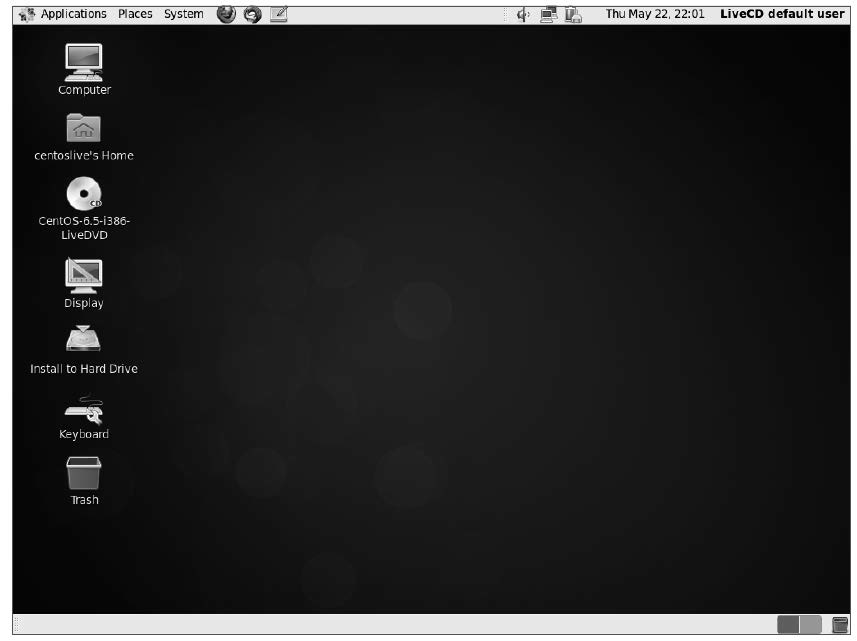 Applications Places System Thu May 22, 22:01 LiveCD default user
Computer
centoslive's Home
CD
CentOS-6.5-i386-
LiveDVD
Display
Install to Hard Drive
Keyboard
Trash